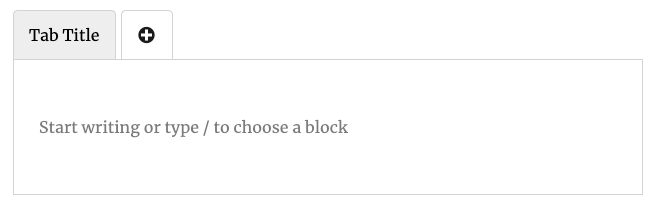 Tab Title
Start writing or type / to choose a block